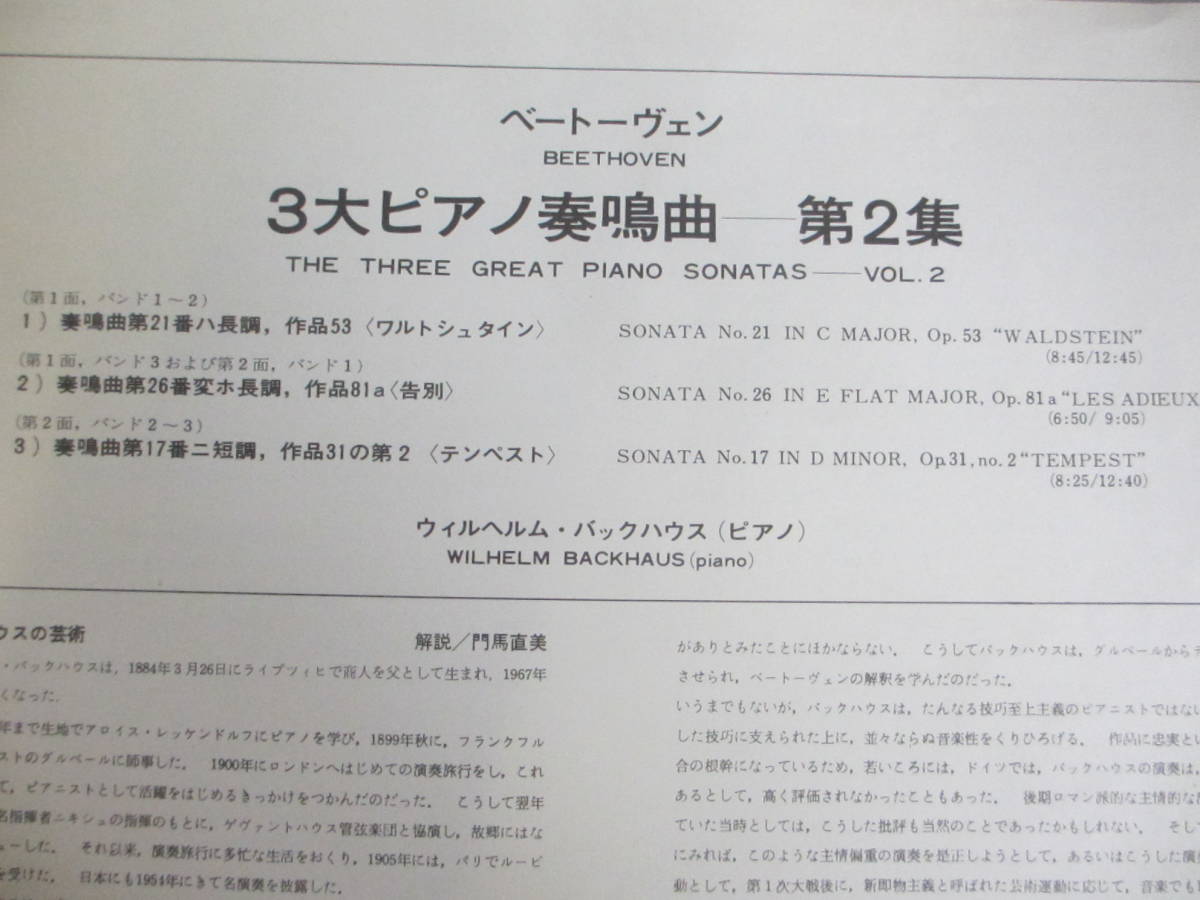 ベートーヴェン
BEETHOVEN
3大ピアノ奏鳴曲──第2集
THE THREE GREAT PIANO SONATAS──VOL. 2
(第1面，バンド1～2)
1) 奏鳴曲第21番ハ長調，作品53〈ワルトシュタイン〉 SONATA No. 21 IN C MAJOR, Op. 53 “WALDSTEIN”
(8:45/12:45)
(第1面，バンド3および第2面，バンド1)
2) 奏鳴曲第26番変ホ長調，作品81a〈告別〉 SONATA No. 26 IN E FLAT MAJOR, Op. 81a “LES ADIEUX
(6:50/ 9:05)
(第2面，バンド2～3)
3) 奏鳴曲第17番ニ短調，作品31の第2〈テンペスト〉 SONATA No. 17 IN D MINOR, Op. 31, no. 2 “TEMPEST”
(8:25/12:40)
ウィルヘルム・バックハウス (ピアノ)
WILHELM BACKHAUS (piano)
ウスの芸術
解説／門馬直美
・バックハウスは，1884年3月26日にライプツィヒで商人を父として生まれ，1967年
くなった．
年まで生地でアロイス・レッケンドルフにピアノを学び，1899年秋に，フランクフル
ストのダルベールに師事した． 1900年にロンドンへはじめての演奏旅行をし，これ
て，ピアニストとして活躍をはじめるきっかけをつかんだのだった． こうして翌年
名指揮者ニキシュの指揮のもとに，ゲヴァントハウス管弦楽団と協演し，故郷にはな
ューした． それ以来，演奏旅行に多忙な生活をおくり，1905年には，パリでルービ
を受けた． 日本にも1954年にきて名演奏を披露した．
がありとみたことにほかならない． こうしてバックハウスは，ダルベールから
させられ，ベートーヴェンの解釈を学んだのだった．
いうまでもないが，バックハウスは，たんなる技巧至上主義のピアニストではない
した技巧に支えられた上に，並々ならぬ音楽性をくりひろげる． 作品に忠実とい
合の根幹になっているため，若いころには，ドイツでは，バックハウスの演奏は，
あるとして，高く評価されなかったこともあった． 後期ロマン派的な主情的な
ていた当時としては，こうした批評も当然のことであったかもしれない． そして
にみれば，このような主情偏重の演奏を是正しようとして，あるいはこうした演
動として，第1次大戦後に，新即物主義と呼ばれた芸術運動に応じて，音楽でも